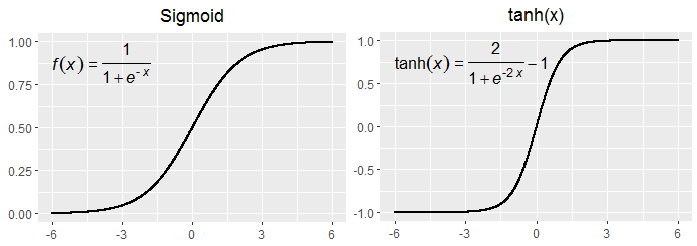 Sigmoid
f(x) = 1 / (1+e^-x)
1.00
0.75
0.50
0.25
0.00
-6 -3 0 3 6
tanh(x)
tanh(x) = 2 / (1+e^-2x) − 1
1.0
0.5
0.0
-0.5
-1.0
-6 -3 0 3 6